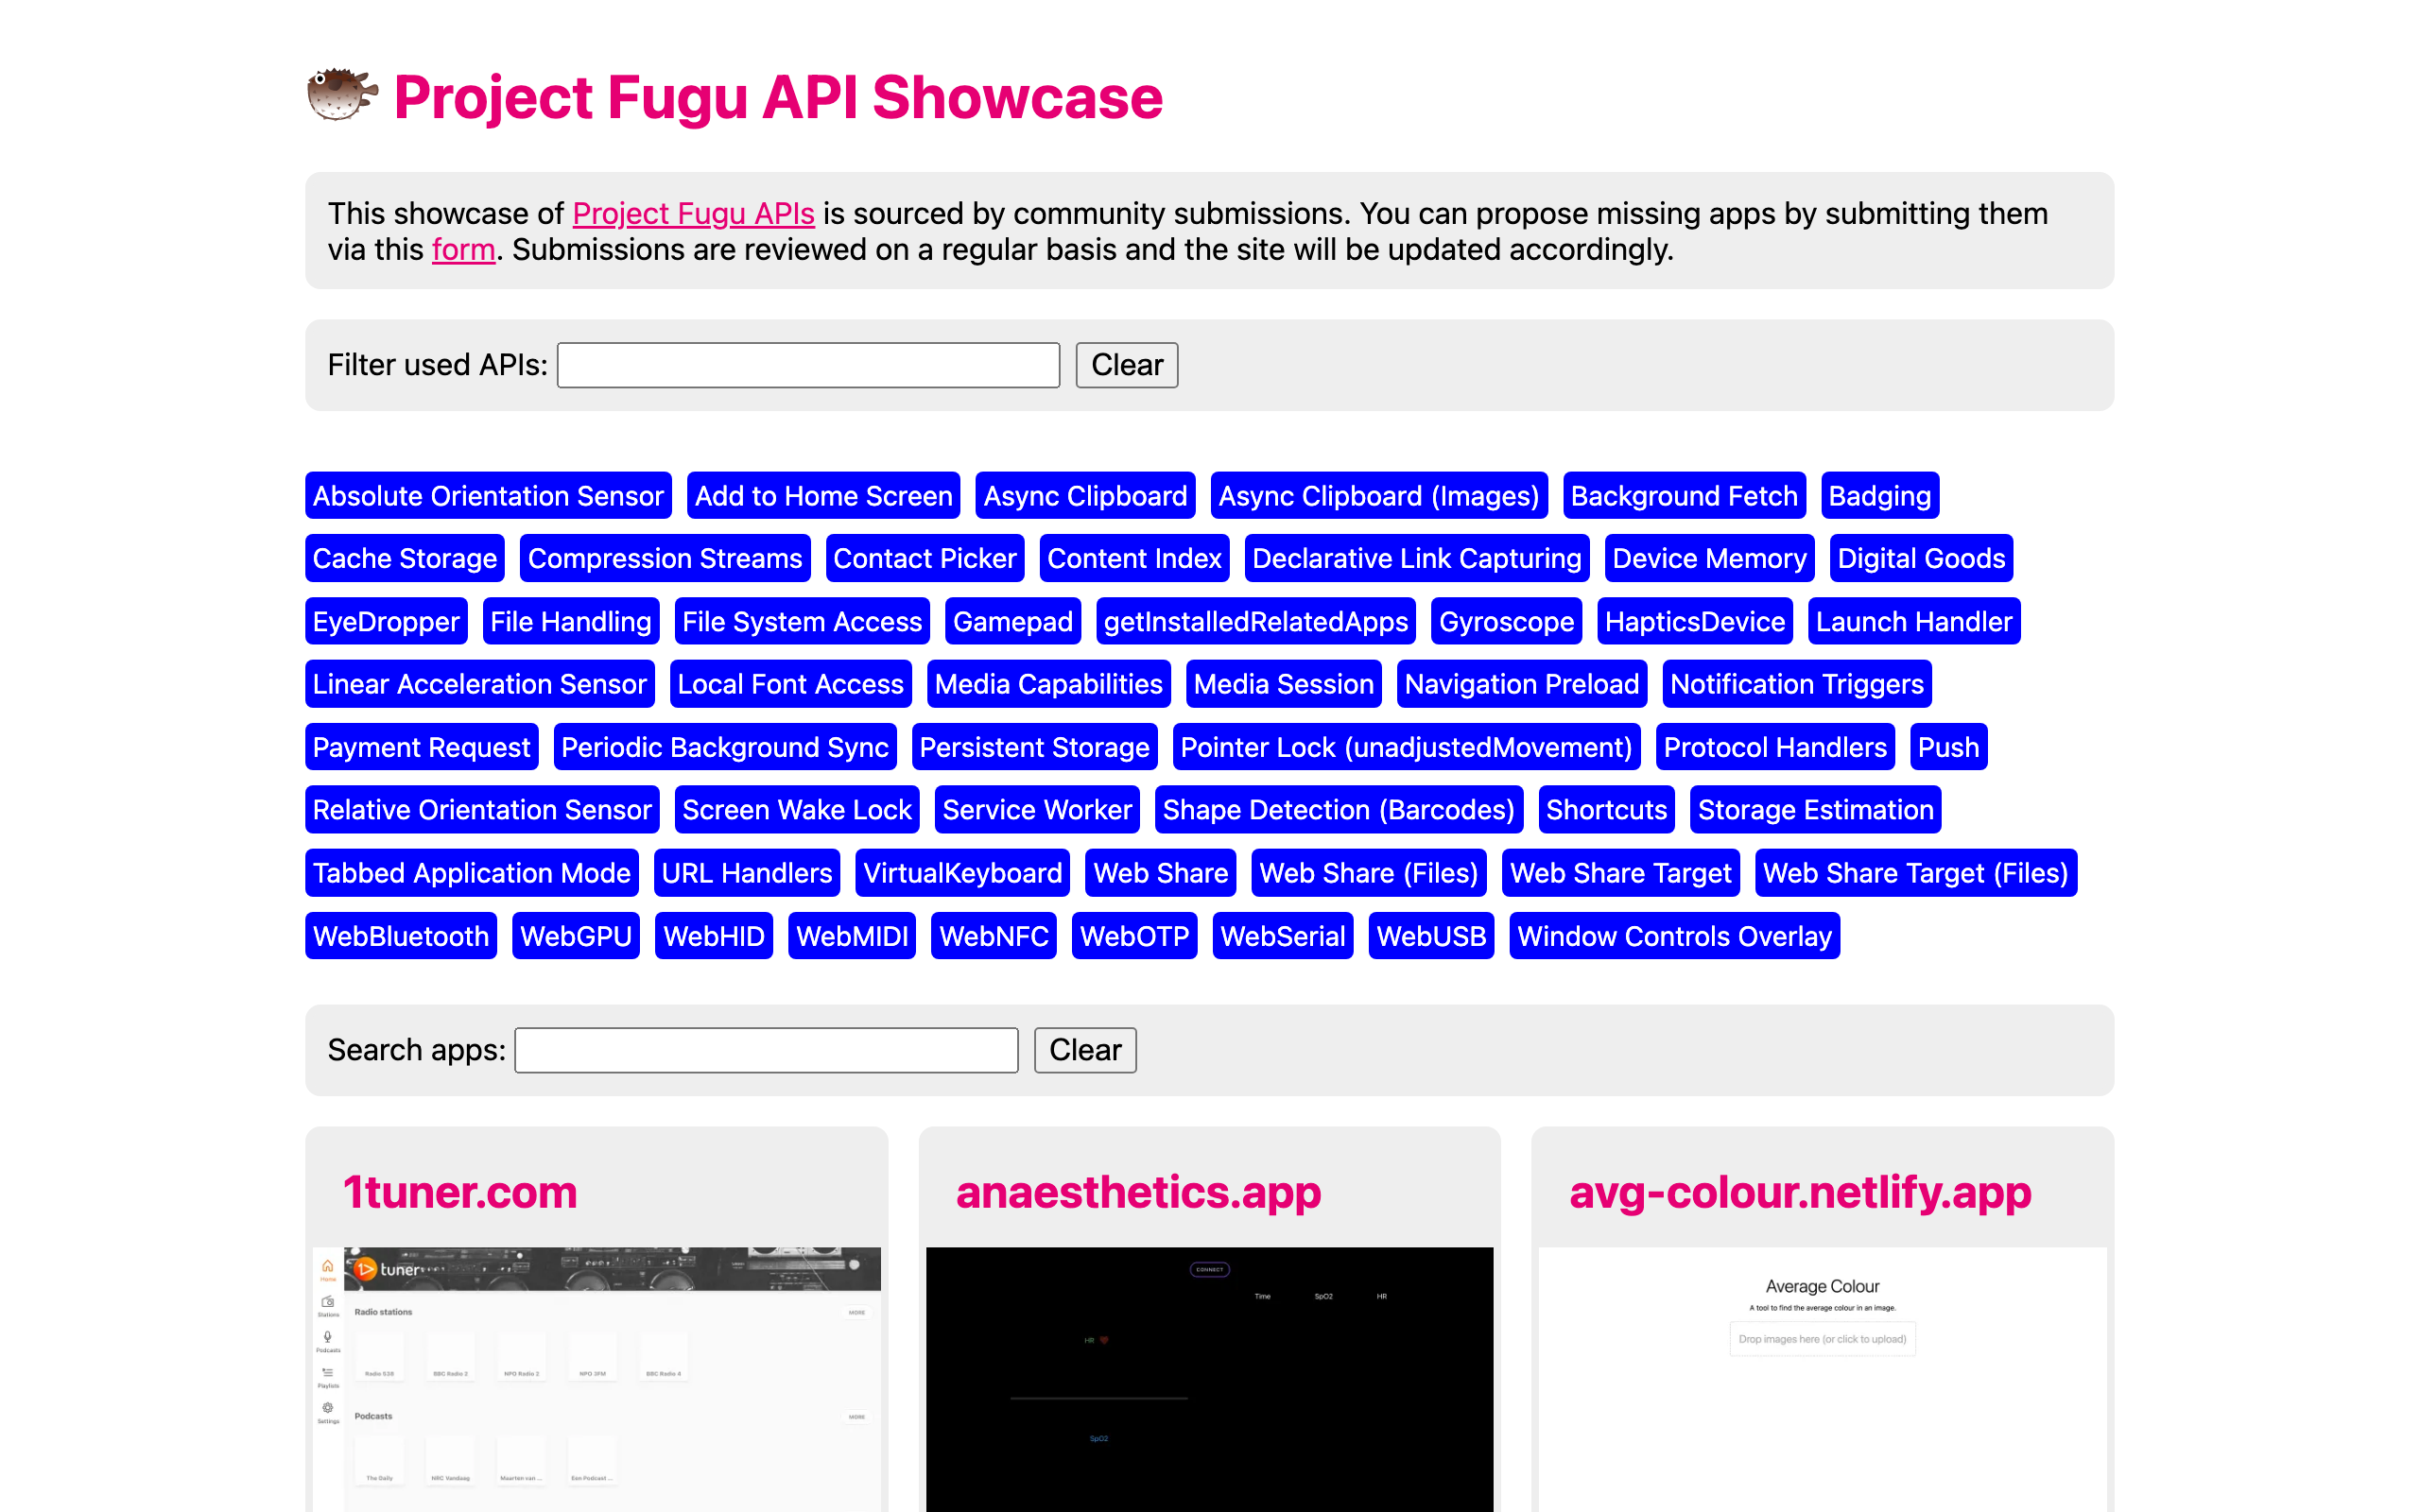 Project Fugu API Showcase
This showcase of Project Fugu APIs is sourced by community submissions. You can propose missing apps by submitting them
via this form. Submissions are reviewed on a regular basis and the site will be updated accordingly.
Filter used APIs: Clear
Absolute Orientation Sensor Add to Home Screen Async Clipboard Async Clipboard (Images) Background Fetch Badging
Cache Storage Compression Streams Contact Picker Content Index Declarative Link Capturing Device Memory Digital Goods
EyeDropper File Handling File System Access Gamepad getInstalledRelatedApps Gyroscope HapticsDevice Launch Handler
Linear Acceleration Sensor Local Font Access Media Capabilities Media Session Navigation Preload Notification Triggers
Payment Request Periodic Background Sync Persistent Storage Pointer Lock (unadjustedMovement) Protocol Handlers Push
Relative Orientation Sensor Screen Wake Lock Service Worker Shape Detection (Barcodes) Shortcuts Storage Estimation
Tabbed Application Mode URL Handlers VirtualKeyboard Web Share Web Share (Files) Web Share Target Web Share Target (Files)
WebBluetooth WebGPU WebHID WebMIDI WebNFC WebOTP WebSerial WebUSB Window Controls Overlay
Search apps: Clear
1tuner.com
tuner
Home
Stations
Podcasts
Playlists
Settings
Radio stations MORE
Radio 538 BBC Radio 2 NPO Radio 2 NPO 3FM BBC Radio 4
Podcasts MORE
The Daily NRC Vandaag Maarten van ... Een Podcast ...
anaesthetics.app
CONNECT
Time SpO2 HR
HR
SpO2
avg-colour.netlify.app
Average Colour
A tool to find the average colour in an image.
Drop images here (or click to upload)